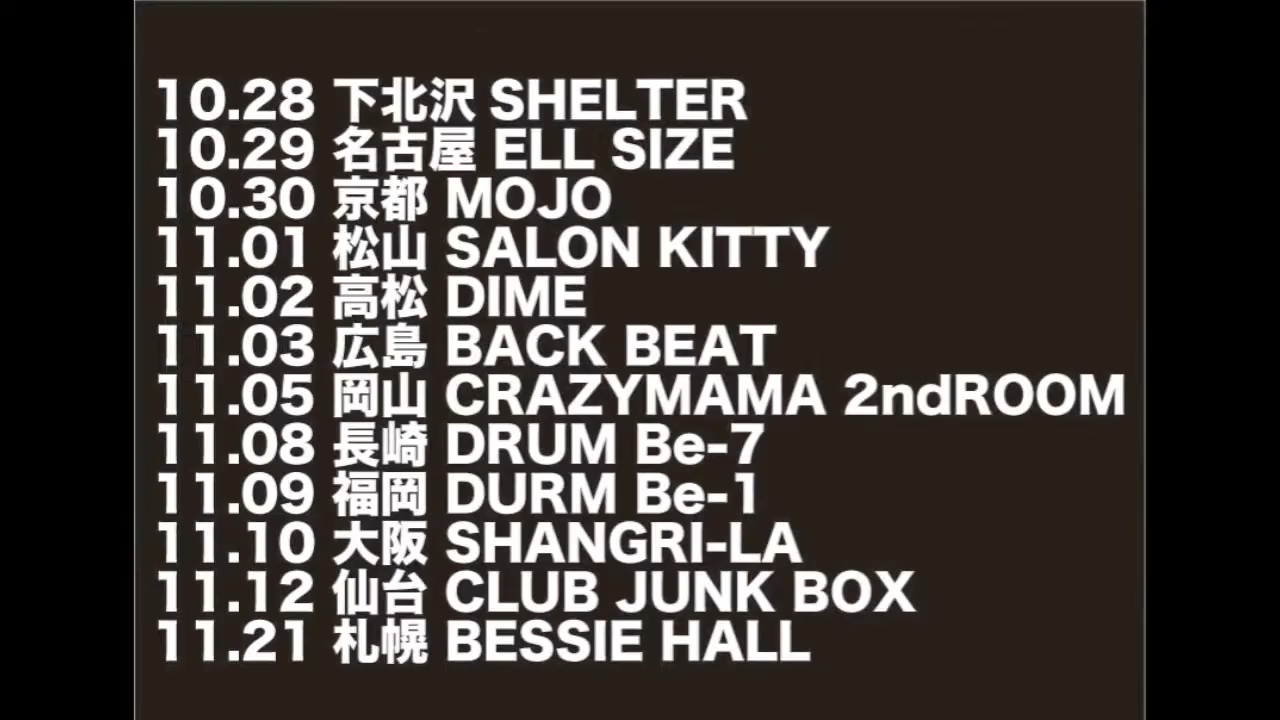 10.28 下北沢 SHELTER
10.29 名古屋 ELL SIZE
10.30 京都 MOJO
11.01 松山 SALON KITTY
11.02 高松 DIME
11.03 広島 BACK BEAT
11.05 岡山 CRAZYMAMA 2ndROOM
11.08 長崎 DRUM Be-7
11.09 福岡 DURM Be-1
11.10 大阪 SHANGRI-LA
11.12 仙台 CLUB JUNK BOX
11.21 札幌 BESSIE HALL